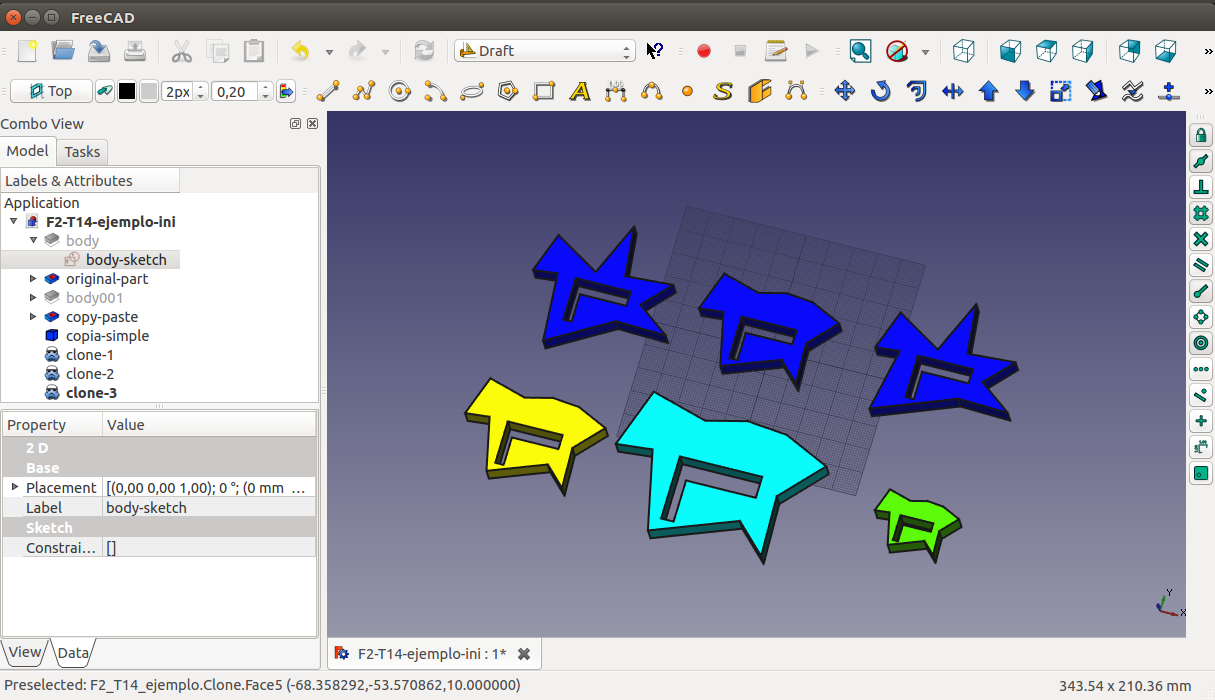 FreeCAD
Draft
»
Top
2px
0,20
»
Combo View
Model
Tasks
Labels & Attributes
Application
F2-T14-ejemplo-ini
body
body-sketch
original-part
body001
copy-paste
copia-simple
clone-1
clone-2
clone-3
Property Value
2 D
Base
Placement [(0,00 0,00 1,00); 0 °; (0 mm ...
Label body-sketch
Sketch
Constrai... []
View
Data
F2-T14-ejemplo-ini : 1*
Y
X
Preselected: F2_T14_ejemplo.Clone.Face5 (-68.358292,-53.570862,10.000000)
343.54 x 210.36 mm